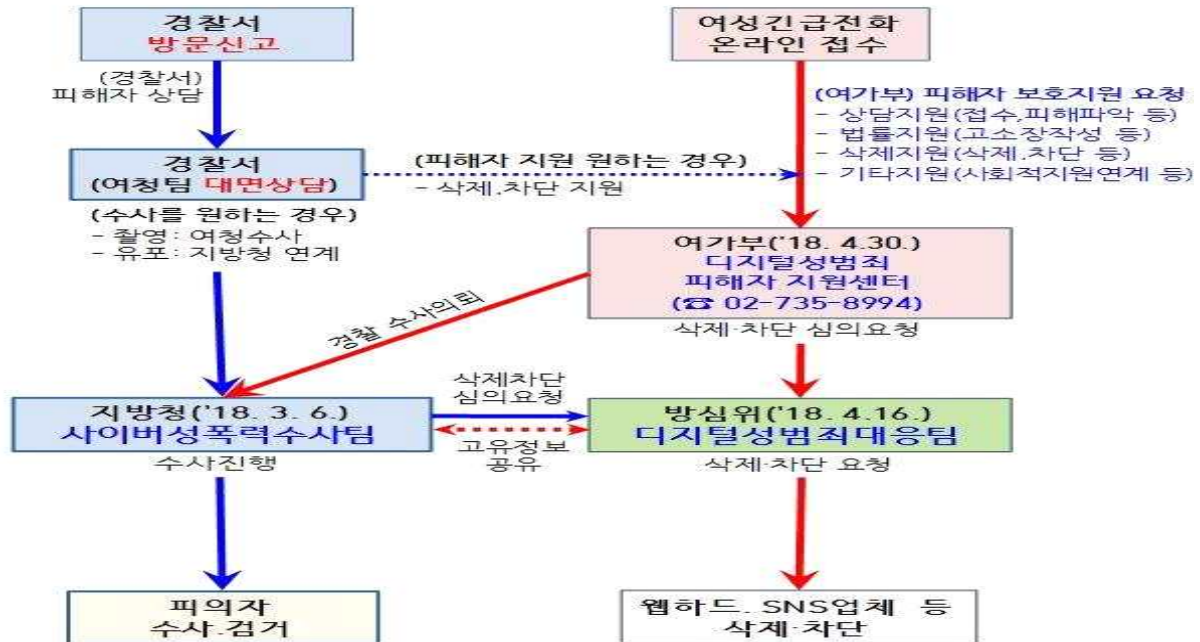 경찰서
방문신고
여성긴급전화
온라인 접수
(경찰서)
피해자 상담
(여가부) 피해자 보호지원 요청
- 상담지원(접수,피해파악 등)
- 법률지원(고소장작성 등)
- 삭제지원(삭제,차단 등)
- 기타지원(사회적지원연계 등)
경찰서
(여청팀 대면상담)
(피해자 지원 원하는 경우)
- 삭제,차단 지원
(수사를 원하는 경우)
- 촬영: 여청수사
- 유포: 지방청 연계
여가부('18. 4.30.)
디지털성범죄
피해자 지원센터
(☎ 02-735-8994)
경찰 수사의뢰
삭제·차단 심의요청
지방청('18. 3. 6.)
사이버성폭력수사팀
수사진행
삭제차단
심의요청
고유정보
공유
방심위('18. 4.16.)
디지털성범죄대응팀
삭제·차단 요청
피의자
수사.검거
웹하드, SNS업체 등
삭제·차단